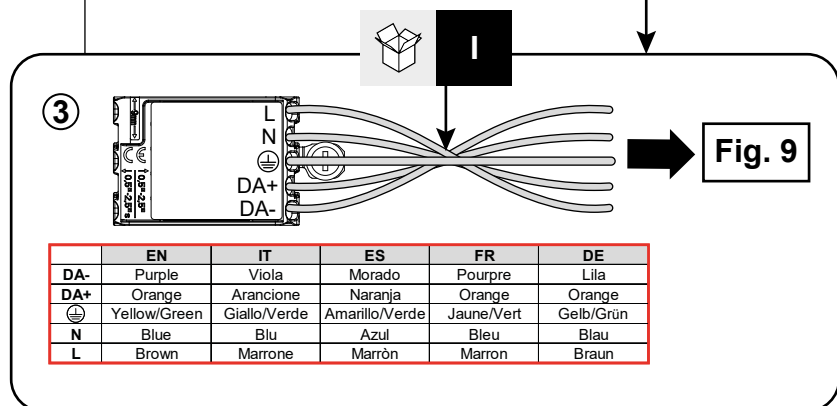 I
3
L
N
DA+
DA-
Fig. 9
EN IT ES FR DE
DA- Purple Viola Morado Pourpre Lila
DA+ Orange Arancione Naranja Orange Orange
Yellow/Green Giallo/Verde Amarillo/Verde Jaune/Vert Gelb/Grün
N Blue Blu Azul Bleu Blau
L Brown Marrone Marròn Marron Braun